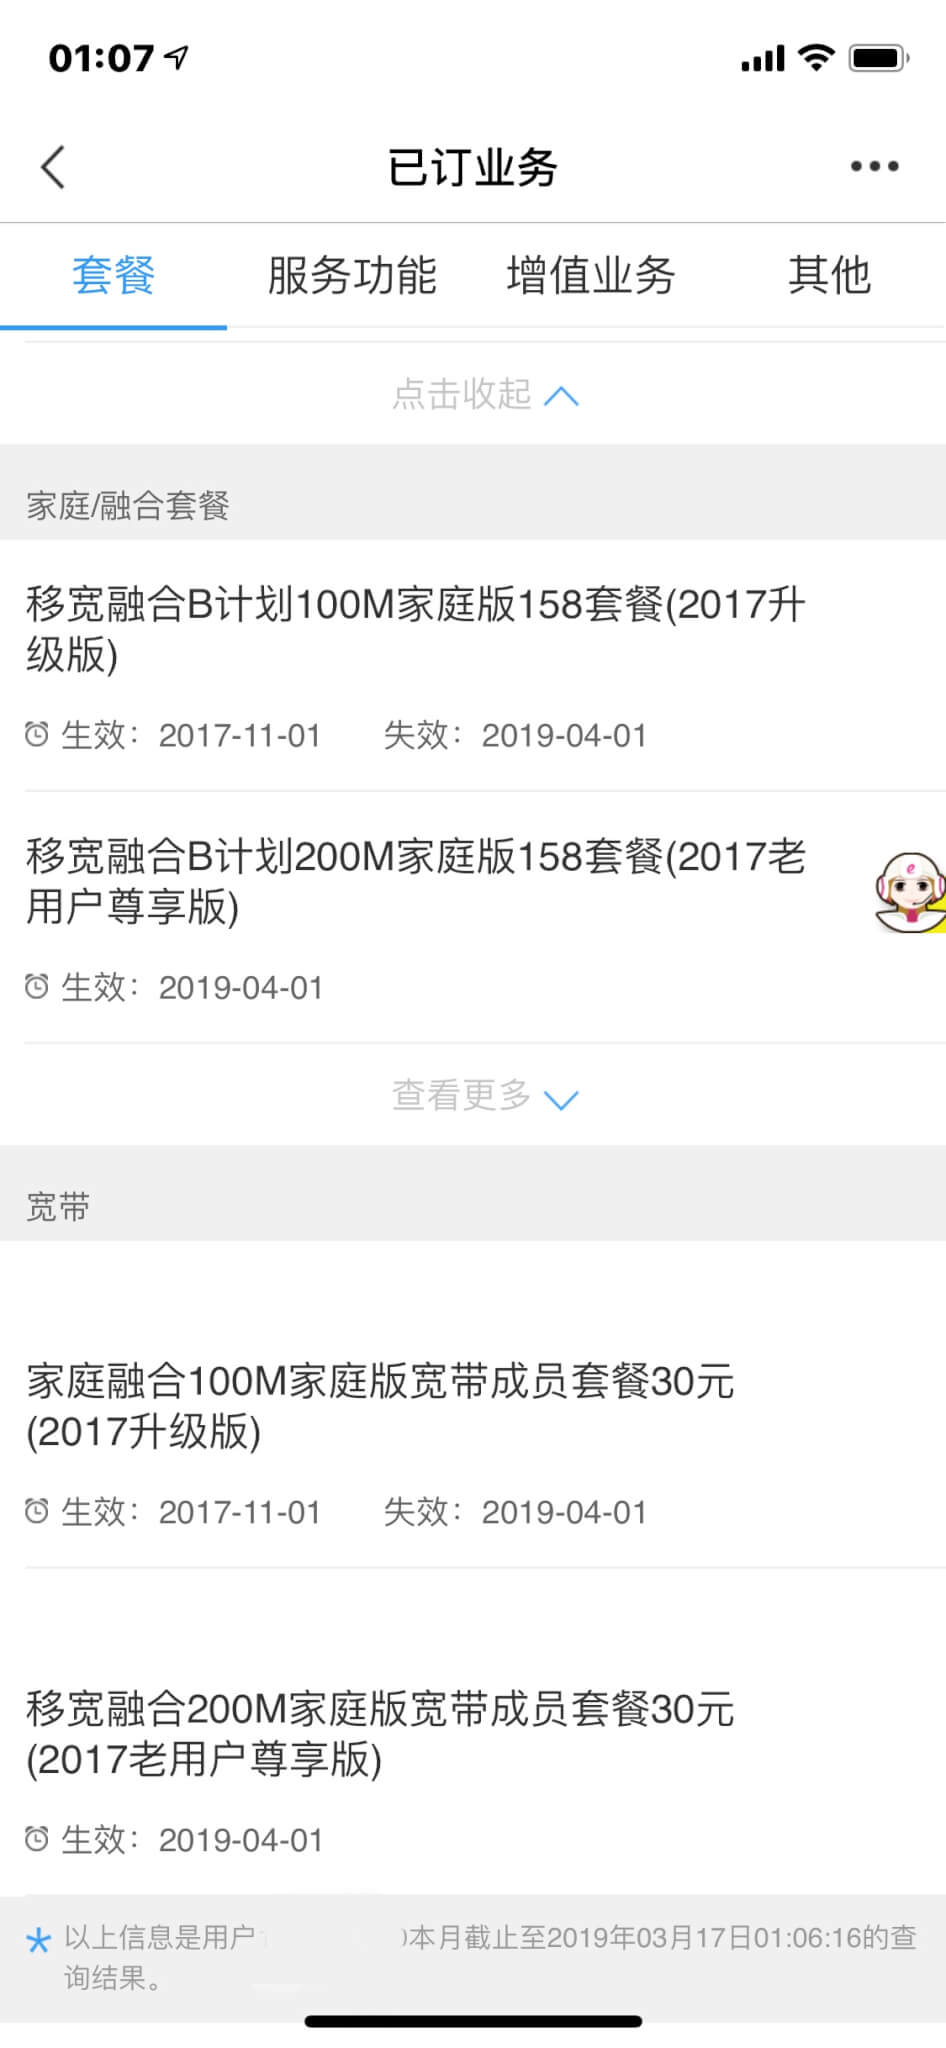 01:07
已订业务
套餐 服务功能 增值业务 其他
点击收起
家庭/融合套餐
移宽融合B计划100M家庭版158套餐(2017升
级版)
生效：2017-11-01 失效：2019-04-01
移宽融合B计划200M家庭版158套餐(2017老
用户尊享版)
生效：2019-04-01
查看更多
宽带
家庭融合100M家庭版宽带成员套餐30元
(2017升级版)
生效：2017-11-01 失效：2019-04-01
移宽融合200M家庭版宽带成员套餐30元
(2017老用户尊享版)
生效：2019-04-01
以上信息是用户 )本月截止至2019年03月17日01:06:16的查
询结果。